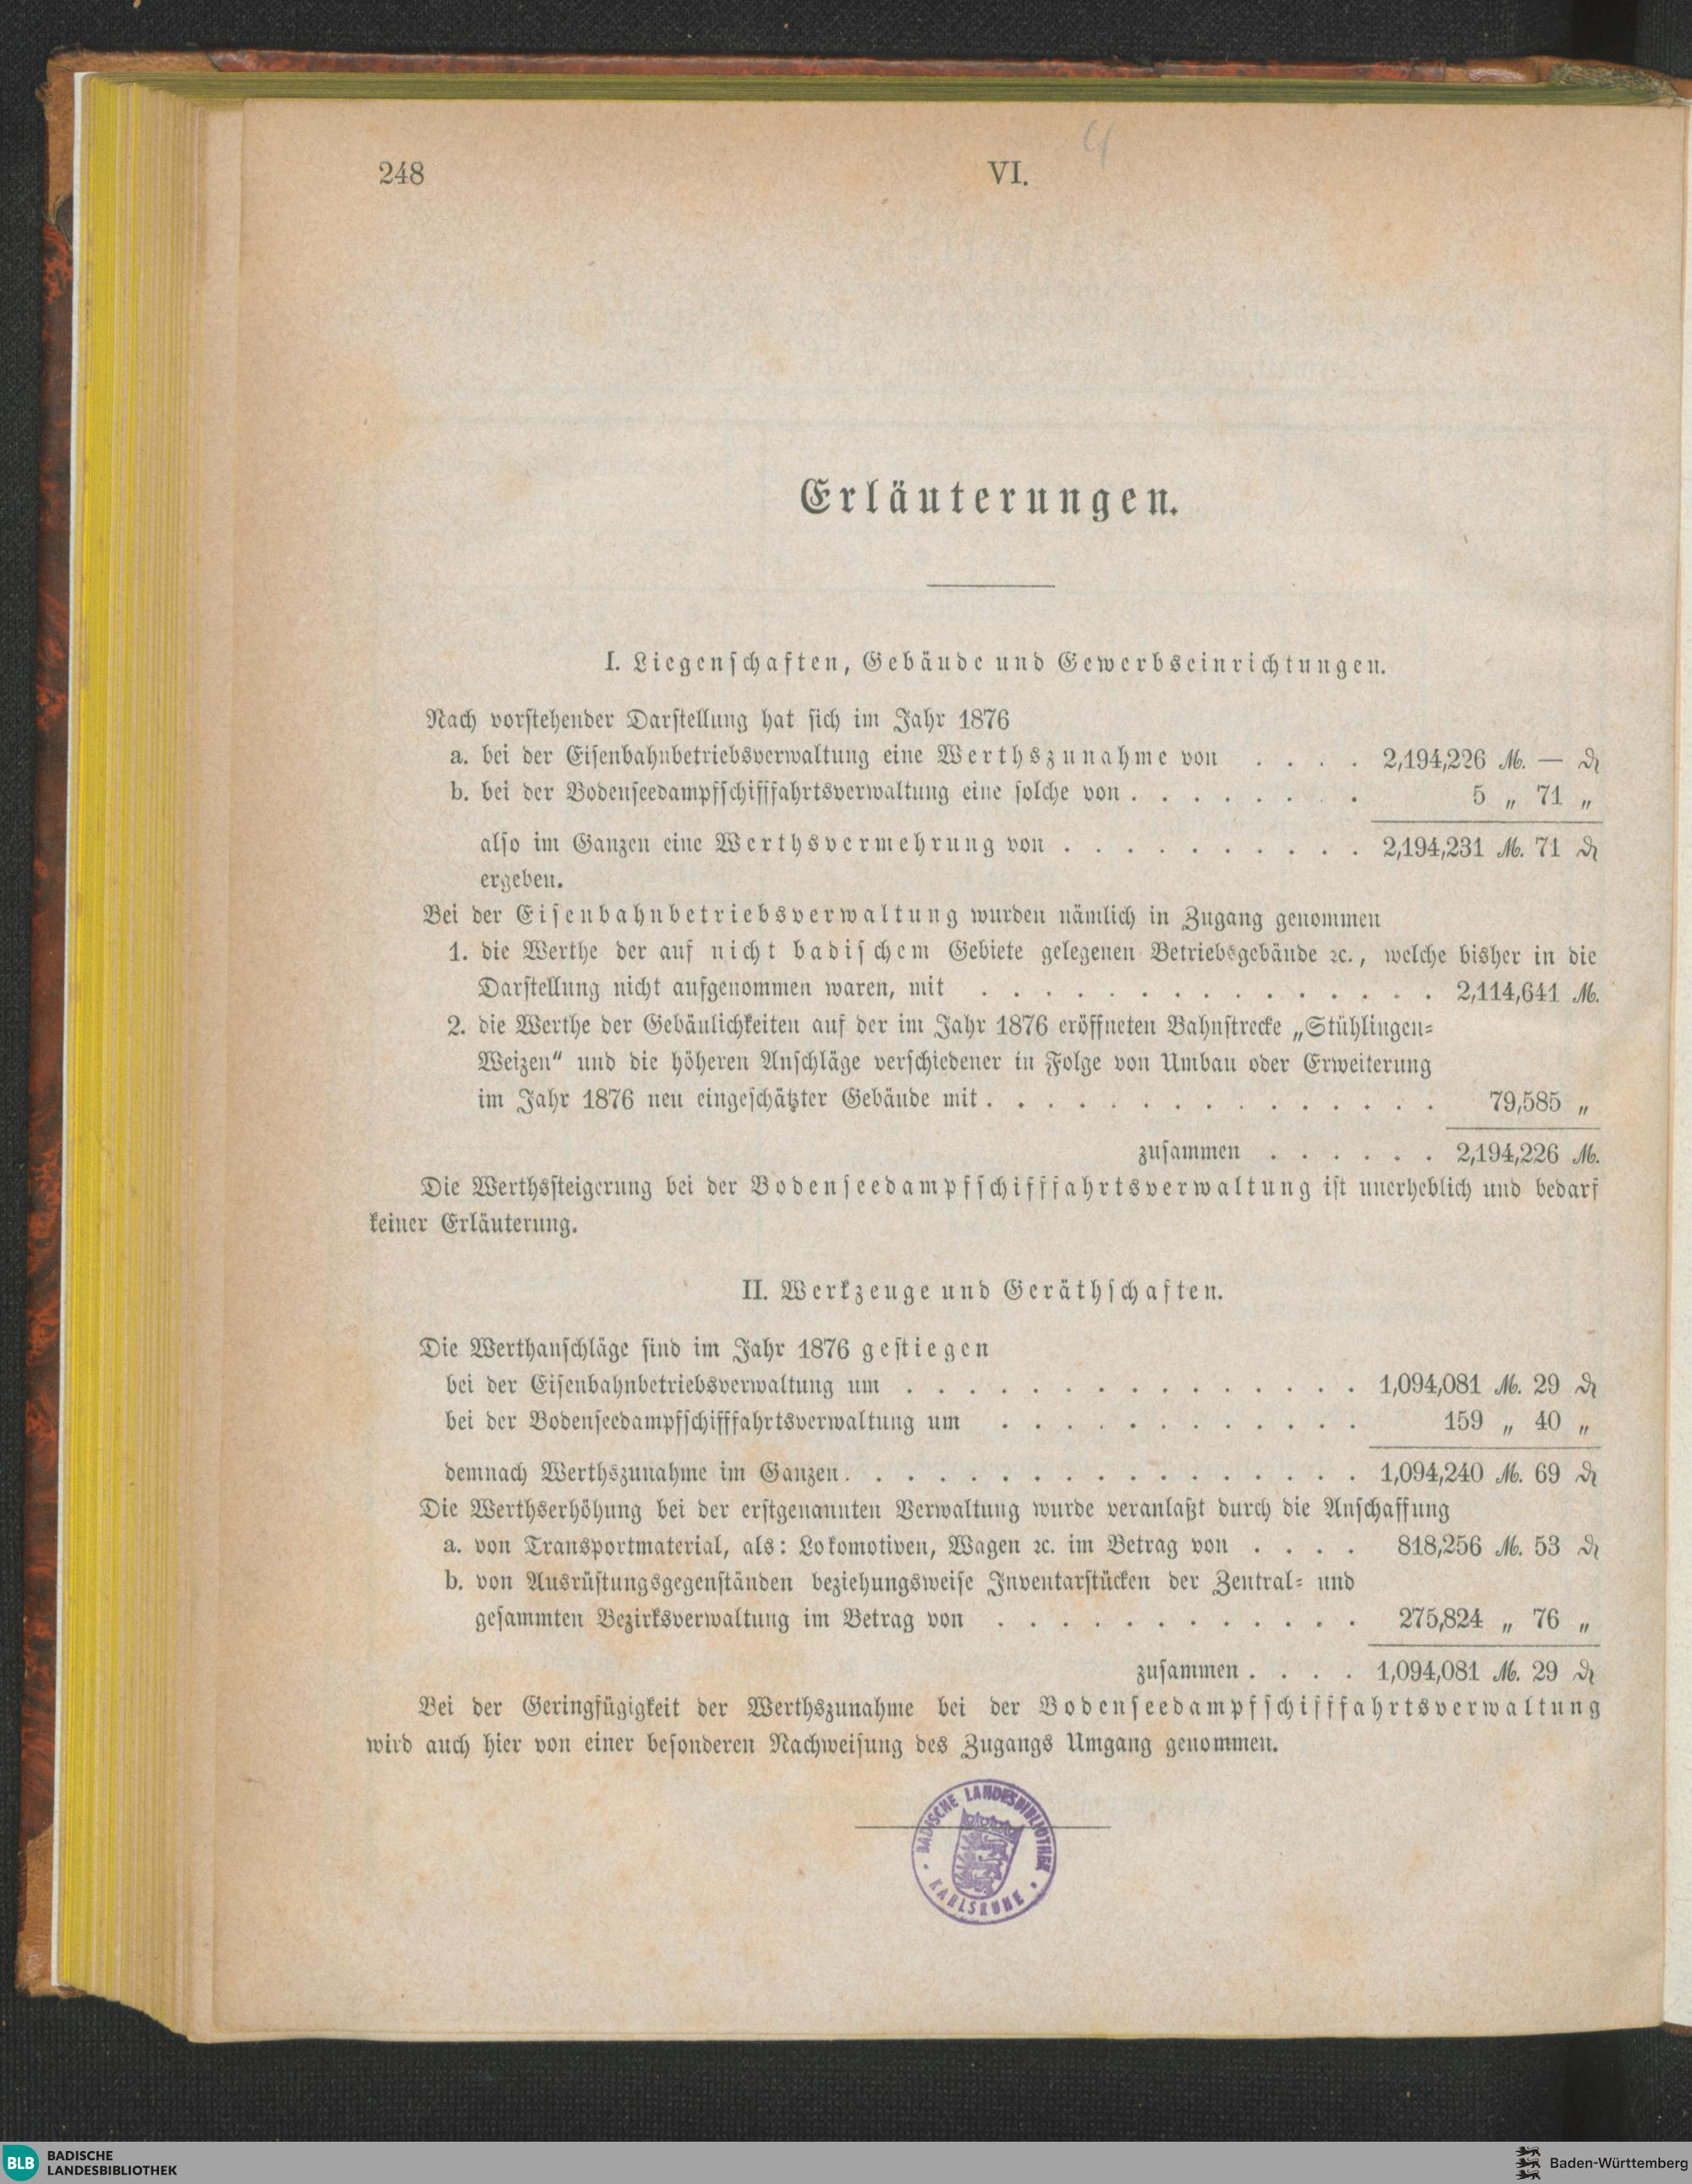 248
VI.
4
Erläuterungen.
I. Liegenschaften, Gebäude und Gewerbseinrichtungen.
Nach vorstehender Darstellung hat sich im Jahr 1876
a. bei der Eisenbahnbetriebsverwaltung eine Werthszunahme von . . . . 2,194,226 ℳ. — ₰
b. bei der Bodenseedampfschifffahrtsverwaltung eine solche von . . . . . . . . 5 „ 71 „
also im Ganzen eine Werthsvermehrung von . . . . . . . . . . 2,194,231 ℳ. 71 ₰
ergeben.
Bei der Eisenbahnbetriebsverwaltung wurden nämlich in Zugang genommen
1. die Werthe der auf nicht badischem Gebiete gelegenen Betriebsgebäude ꝛc., welche bisher in die
Darstellung nicht aufgenommen waren, mit . . . . . . . . . . . . . . . 2,114,641 ℳ.
2. die Werthe der Gebäulichkeiten auf der im Jahr 1876 eröffneten Bahnstrecke „Stühlingen-
Weizen“ und die höheren Anschläge verschiedener in Folge von Umbau oder Erweiterung
im Jahr 1876 neu eingeschätzter Gebäude mit . . . . . . . . . . . . . . . 79,585 „
zusammen . . . . . . 2,194,226 ℳ.
Die Werthssteigerung bei der Bodenseedampfschifffahrtsverwaltung ist unerheblich und bedarf
keiner Erläuterung.
II. Werkzeuge und Geräthschaften.
Die Werthanschläge sind im Jahr 1876 gestiegen
bei der Eisenbahnbetriebsverwaltung um . . . . . . . . . . . . . . . 1,094,081 ℳ. 29 ₰
bei der Bodenseedampfschifffahrtsverwaltung um . . . . . . . . . . . . 159 „ 40 „
demnach Werthszunahme im Ganzen . . . . . . . . . . . . . . . . . 1,094,240 ℳ. 69 ₰
Die Werthserhöhung bei der erstgenannten Verwaltung wurde veranlaßt durch die Anschaffung
a. von Transportmaterial, als: Lokomotiven, Wagen ꝛc. im Betrag von . . . . 818,256 ℳ. 53 ₰
b. von Ausrüstungsgegenständen beziehungsweise Inventarstücken der Zentral- und
gesammten Bezirksverwaltung im Betrag von . . . . . . . . . . . . 275,824 „ 76 „
zusammen . . . . 1,094,081 ℳ. 29 ₰
Bei der Geringfügigkeit der Werthszunahme bei der Bodenseedampfschifffahrtsverwaltung
wird auch hier von einer besonderen Nachweisung des Zugangs Umgang genommen.
BADISCHE LANDESBIBLIOTHEK
· KARLSRUHE ·
BLB BADISCHE
LANDESBIBLIOTHEK
Baden-Württemberg